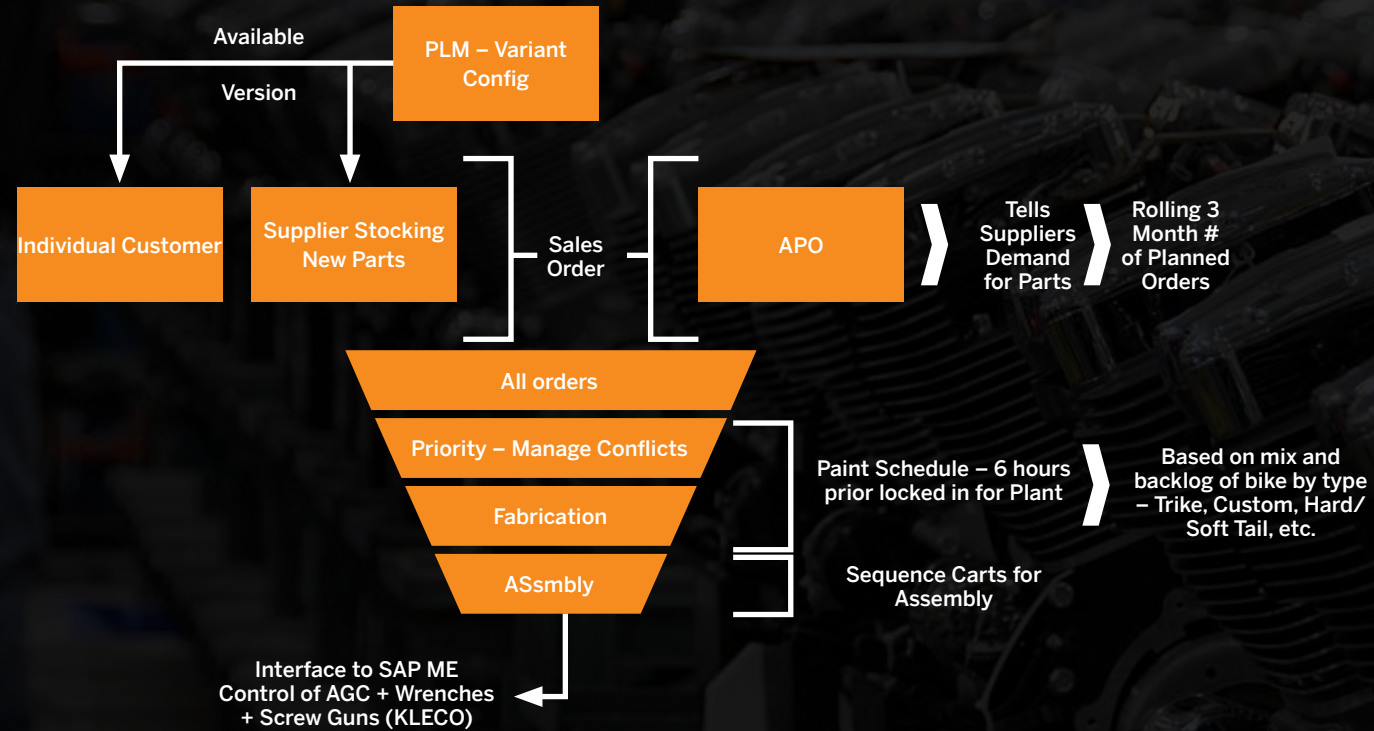 Available
Version
PLM – Variant
Config
Individual Customer
Supplier Stocking
New Parts
Sales
Order
APO
Tells
Suppliers
Demand
for Parts
Rolling 3
Month #
of Planned
Orders
All orders
Priority – Manage Conflicts
Fabrication
ASsmbly
Paint Schedule – 6 hours
prior locked in for Plant
Based on mix and
backlog of bike by type
– Trike, Custom, Hard/
Soft Tail, etc.
Sequence Carts for
Assembly
Interface to SAP ME
Control of AGC + Wrenches
+ Screw Guns (KLECO)